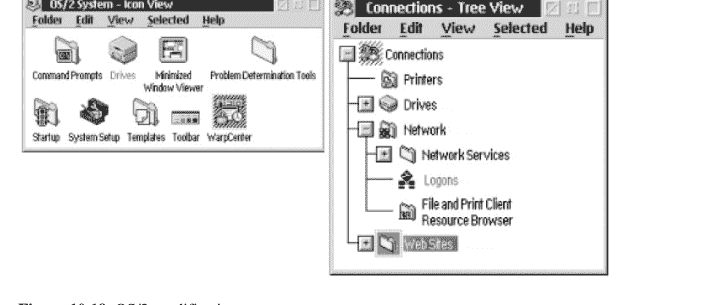 OS/2 System - Icon View
Folder Edit View Selected Help
Command Prompts Drives Minimized Window Viewer Problem Determination Tools
Startup System Setup Templates Toolbar WarpCenter
Connections - Tree View
Folder Edit View Selected Help
Connections
Printers
Drives
Network
Network Services
Logons
File and Print Client
Resource Browser
Web Sites